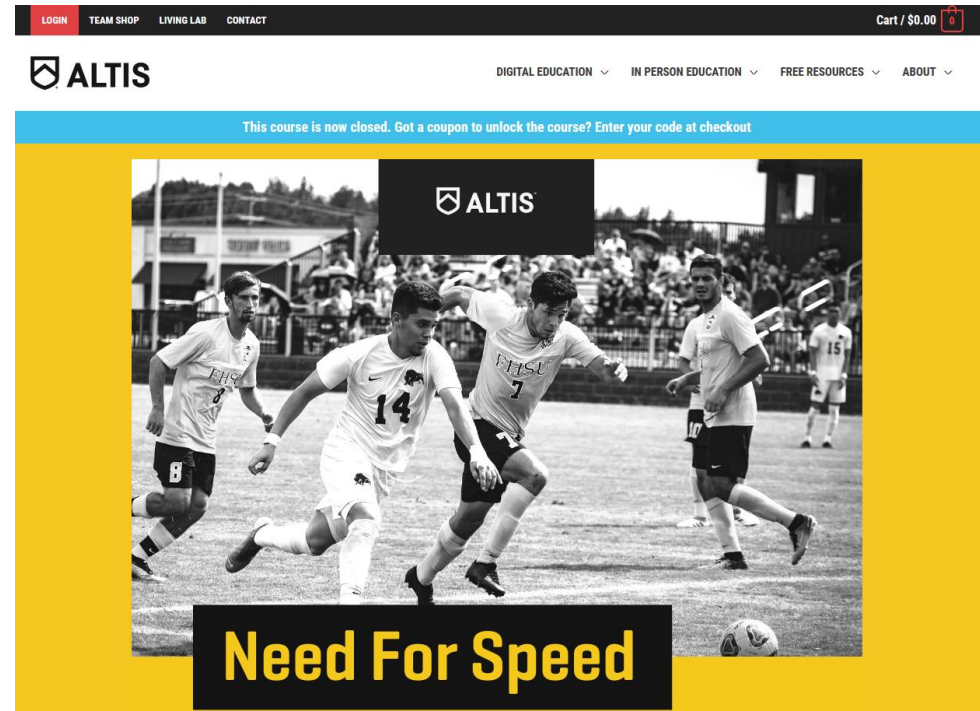 LOGIN TEAM SHOP LIVING LAB CONTACT Cart / $0.00 0
ALTIS DIGITAL EDUCATION IN PERSON EDUCATION FREE RESOURCES ABOUT
This course is now closed. Got a coupon to unlock the course? Enter your code at checkout
ALTIS
15
FHSU
7
FHSU
8
14
10
8
7
Need For Speed